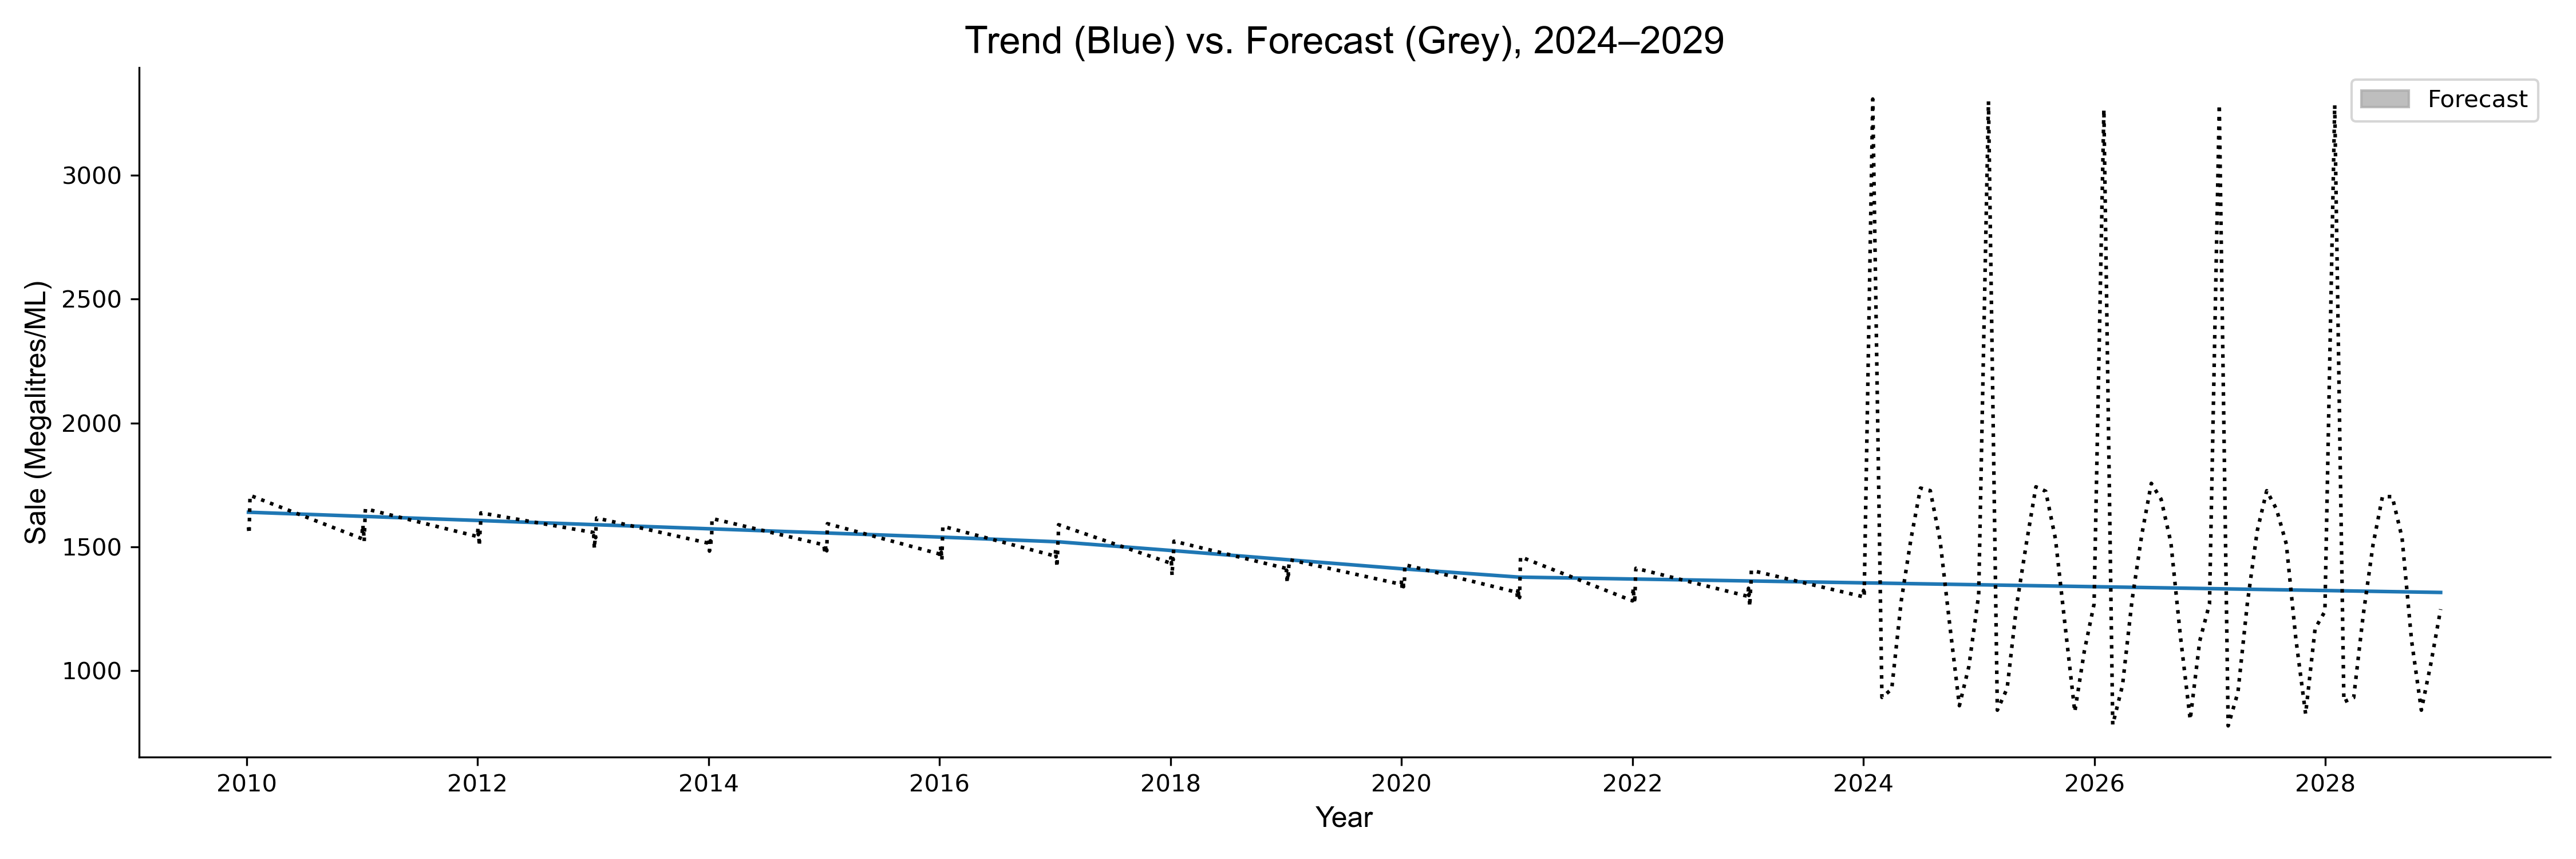 Trend (Blue) vs. Forecast (Grey), 2024–2029
Forecast
Sale (Megalitres/ML)
3000
2500
2000
1500
1000
2010 2012 2014 2016 2018 2020 2022 2024 2026 2028
Year